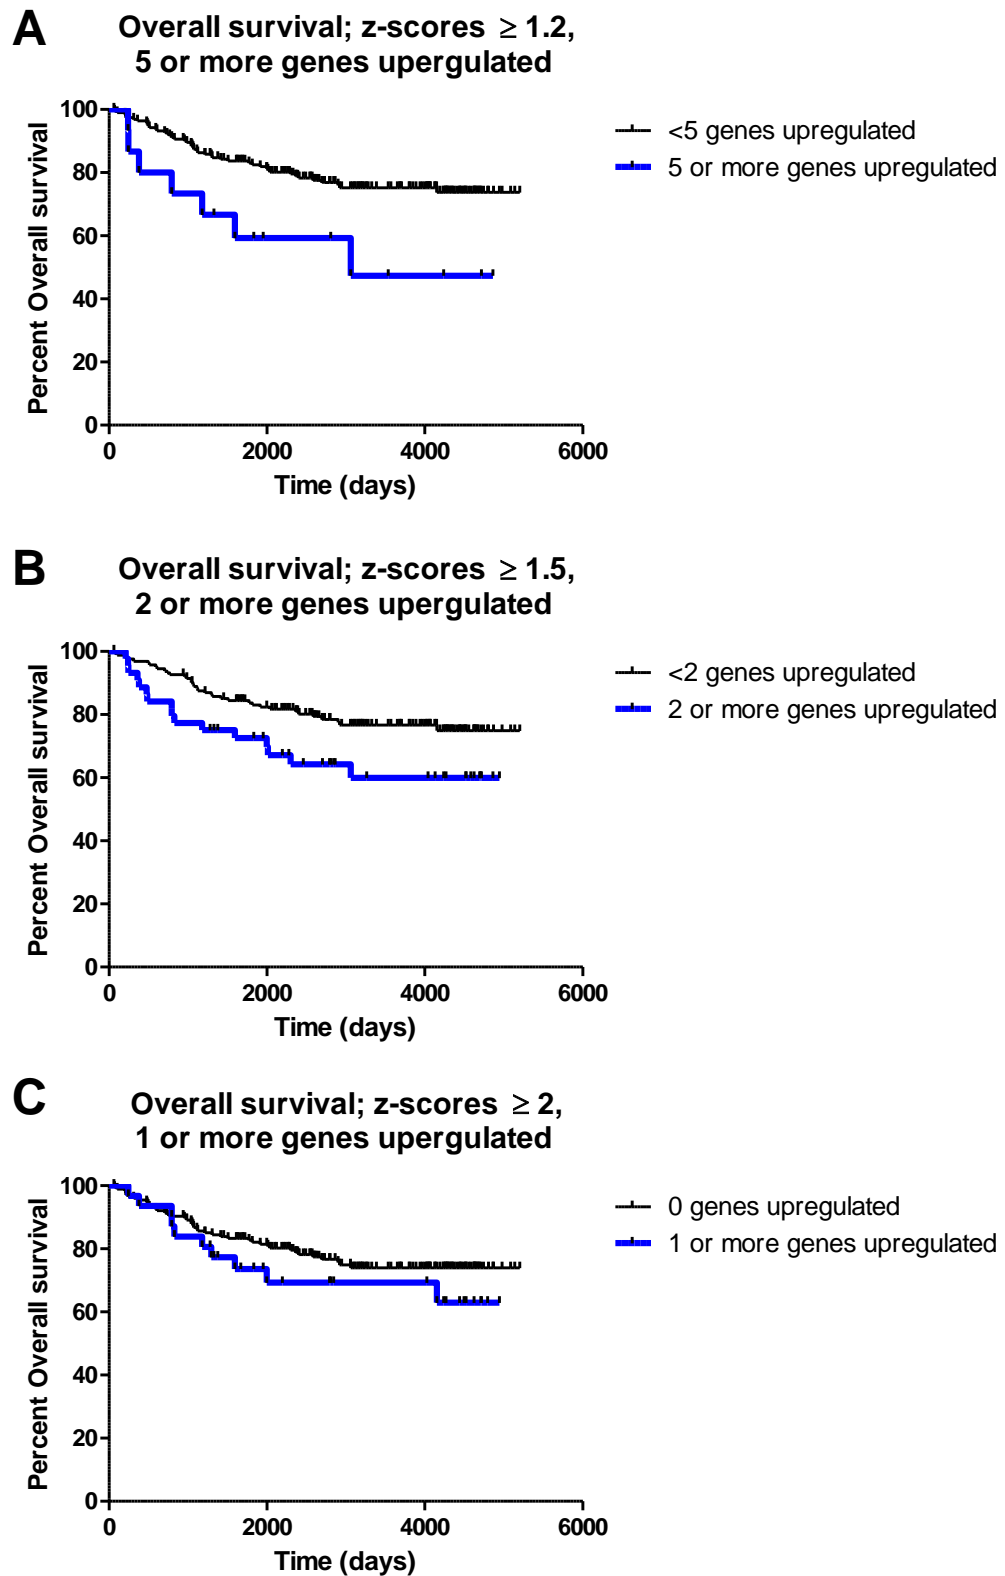 A
Overall survival; z-scores ≥ 1.2,
5 or more genes upergulated
Percent Overall survival
100
80
60
40
20
0
0 2000 4000 6000
Time (days)
<5 genes upregulated
5 or more genes upregulated
B
Overall survival; z-scores ≥ 1.5,
2 or more genes upergulated
Percent Overall survival
100
80
60
40
20
0
0 2000 4000 6000
Time (days)
<2 genes upregulated
2 or more genes upregulated
C
Overall survival; z-scores ≥ 2,
1 or more genes upergulated
Percent Overall survival
100
80
60
40
20
0
0 2000 4000 6000
Time (days)
0 genes upregulated
1 or more genes upregulated